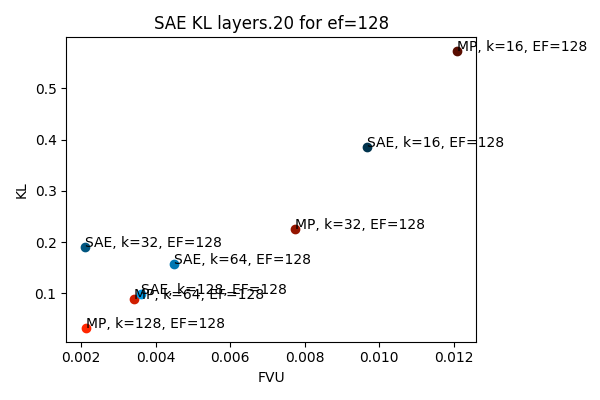 SAE KL layers.20 for ef=128
MP, k=16, EF=128
0.5
SAE, k=16, EF=128
0.4
0.3
KL
MP, k=32, EF=128
SAE, k=32, EF=128
0.2
SAE, k=64, EF=128
SAE, k=128, EF=128
MP, k=64, EF=128
0.1
MP, k=128, EF=128
0.002 0.004 0.006 0.008 0.010 0.012
FVU